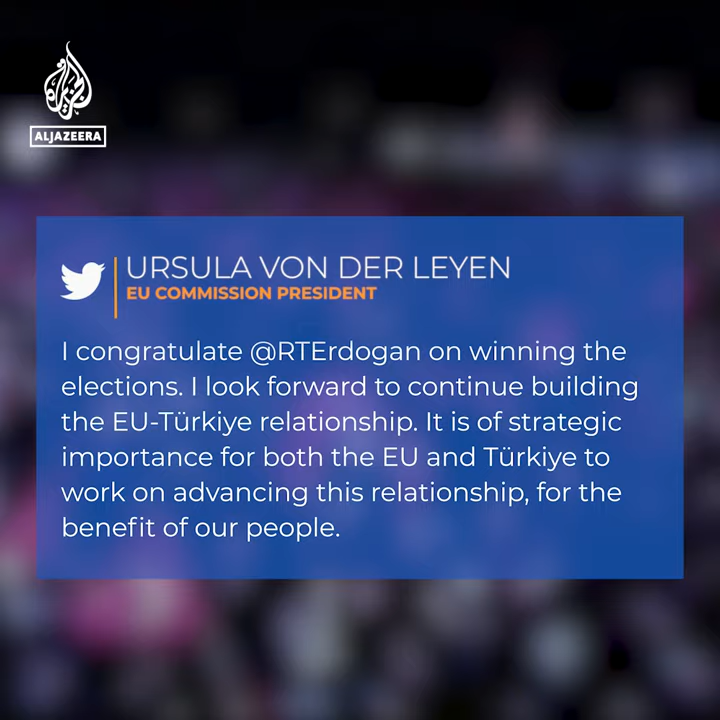 ALJAZEERA
URSULA VON DER LEYEN
EU COMMISSION PRESIDENT
I congratulate @RTErdogan on winning the
elections. I look forward to continue building
the EU-Türkiye relationship. It is of strategic
importance for both the EU and Türkiye to
work on advancing this relationship, for the
benefit of our people.